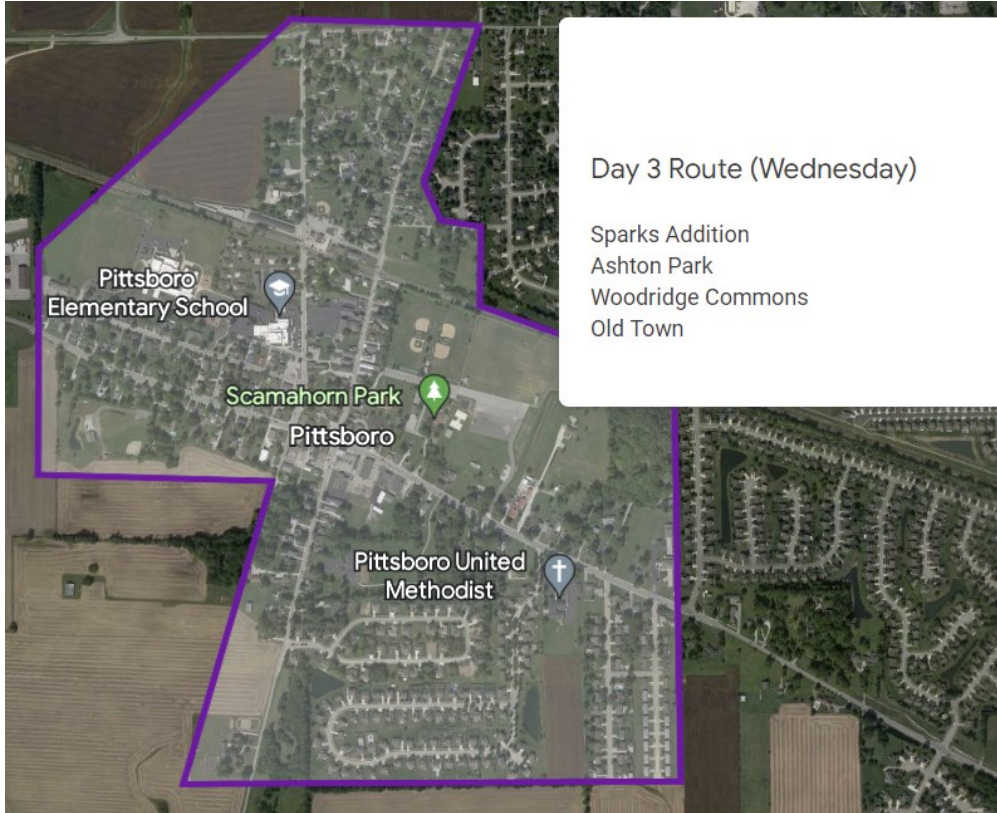 Day 3 Route (Wednesday)
Sparks Addition
Ashton Park
Woodridge Commons
Old Town
Pittsboro
Elementary School
Scamahorn Park
Pittsboro
Pittsboro United
Methodist